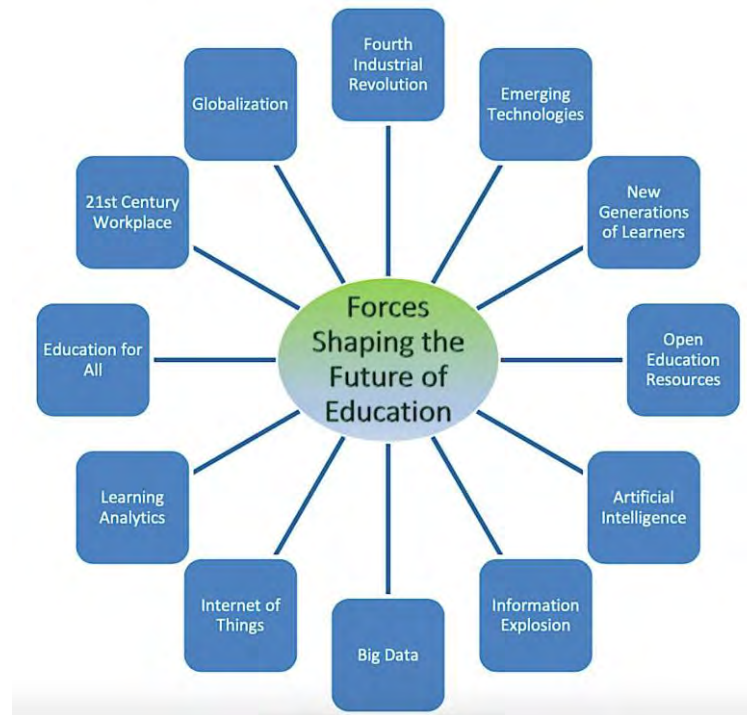 Fourth
Industrial
Revolution
Emerging
Technologies
New
Generations
of Learners
Open
Education
Resources
Artificial
Intelligence
Information
Explosion
Big Data
Internet of
Things
Learning
Analytics
Education for
All
21st Century
Workplace
Globalization
Forces
Shaping the
Future of
Education